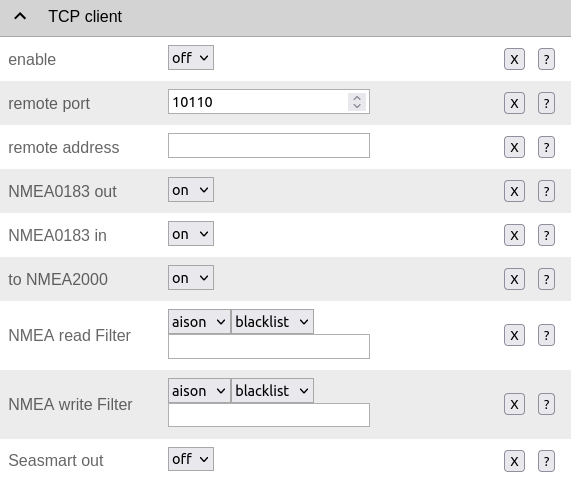 TCP client
enable off X ?
remote port 10110 X ?
remote address X ?
NMEA0183 out on X ?
NMEA0183 in on X ?
to NMEA2000 on X ?
NMEA read Filter aison blacklist X ?
NMEA write Filter aison blacklist X ?
Seasmart out off X ?